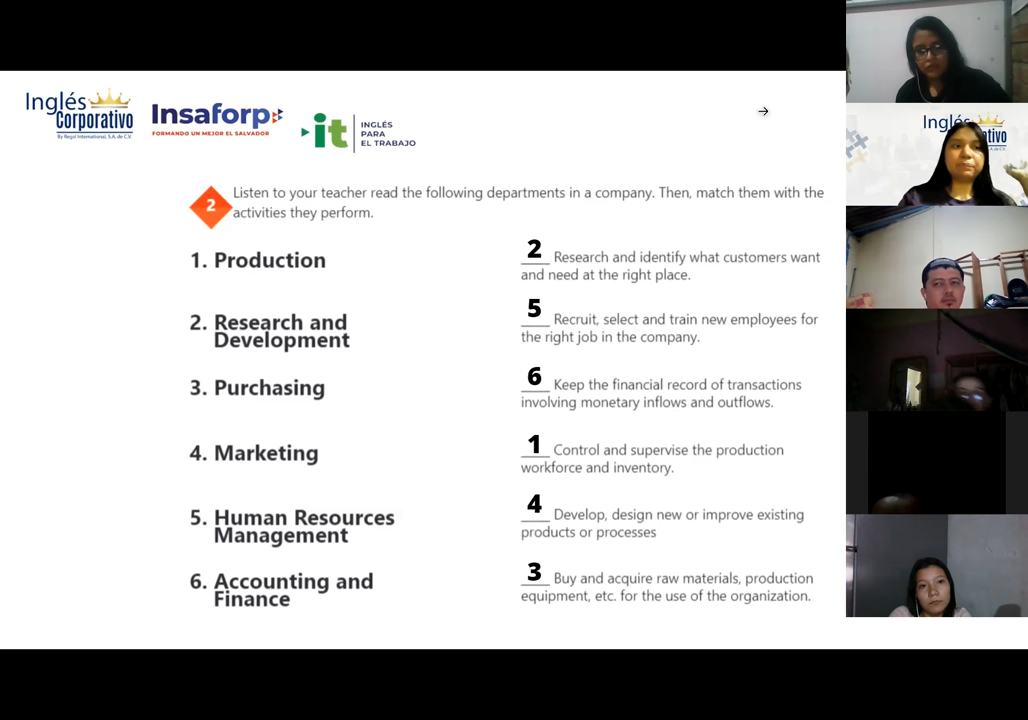 Inglés
Corporativo
By Regal International, S.A. de C.V.
Insaforp
FORMANDO UN MEJOR EL SALVADOR
it
INGLÉS
PARA
EL TRABAJO
2
Listen to your teacher read the following departments in a company. Then, match them with the
activities they perform.
1. Production
2. Research and
Development
3. Purchasing
4. Marketing
5. Human Resources
Management
6. Accounting and
Finance
2 Research and identify what customers want
and need at the right place.
5 Recruit, select and train new employees for
the right job in the company.
6 Keep the financial record of transactions
involving monetary inflows and outflows.
1 Control and supervise the production
workforce and inventory.
4 Develop, design new or improve existing
products or processes
3 Buy and acquire raw materials, production
equipment, etc. for the use of the organization.